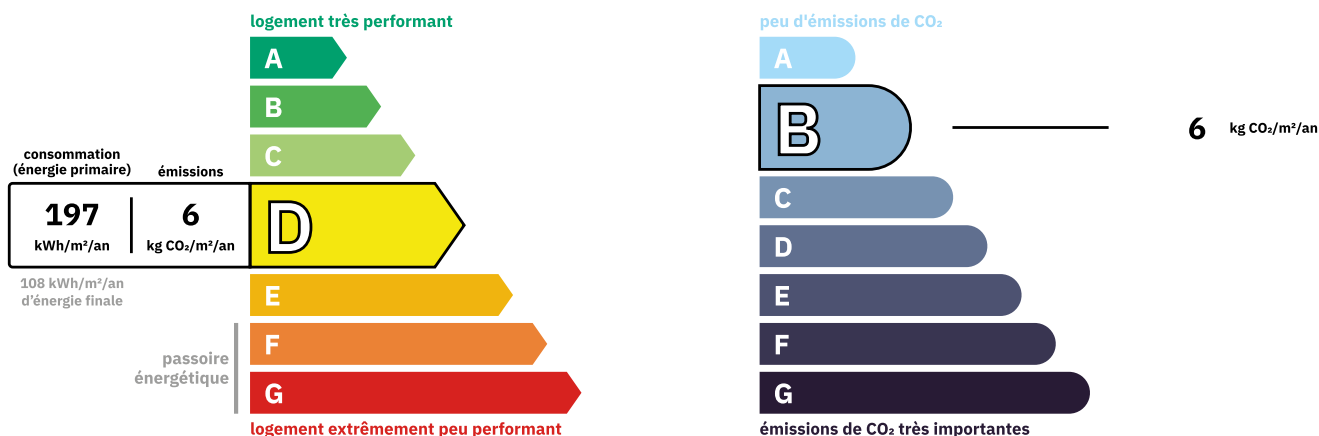 logement très performant
A
B
C
consommation
(énergie primaire)
émissions
197
kWh/m²/an
6
kg CO₂/m²/an
D
108 kWh/m²/an
d'énergie finale
E
passoire
énergétique
F
G
logement extrêmement peu performant
peu d'émissions de CO₂
A
B
6 kg CO₂/m²/an
C
D
E
F
G
émissions de CO₂ très importantes